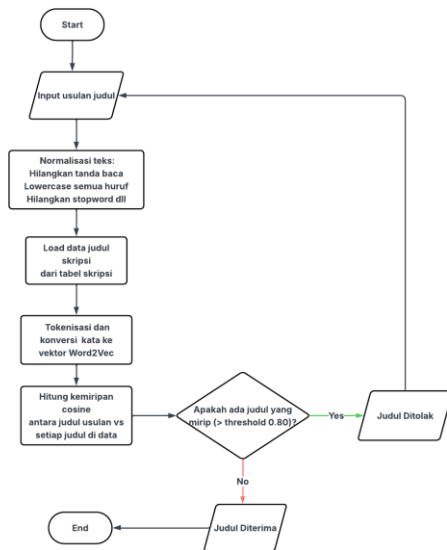 Start
Input usulan judul
Normalisasi teks:
Hilangkan tanda baca
Lowercase semua huruf
Hilangkan stopword dll
Load data judul
skripsi
dari tabel skripsi
Tokenisasi dan
konversi kata ke
vektor Word2Vec
Hitung kemiripan
cosine
antara judul usulan vs
setiap judul di data
Apakah ada judul yang
mirip (> threshold 0.80)?
Yes
Judul Ditolak
No
Judul Diterima
End